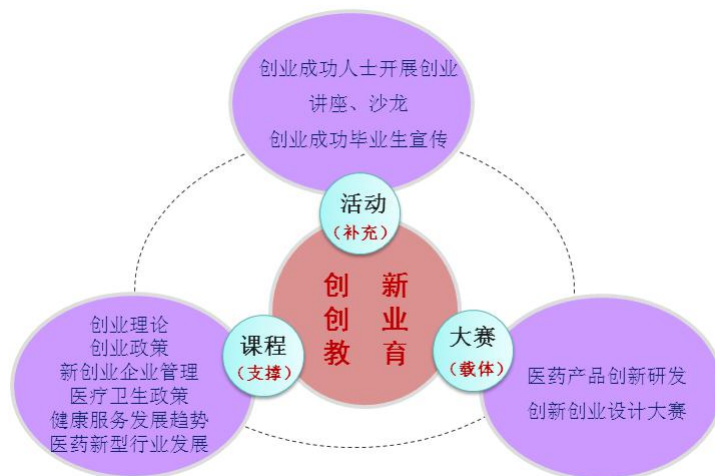 创业成功人士开展创业
讲座、沙龙
创业成功毕业生宣传
活动
（补充）
创 新
创 业
教 育
课程
（支撑）
大赛
（载体）
创业理论
创业政策
新创业企业管理
医疗卫生政策
健康服务发展趋势
医药新型行业发展
医药产品创新研发
创新创业设计大赛